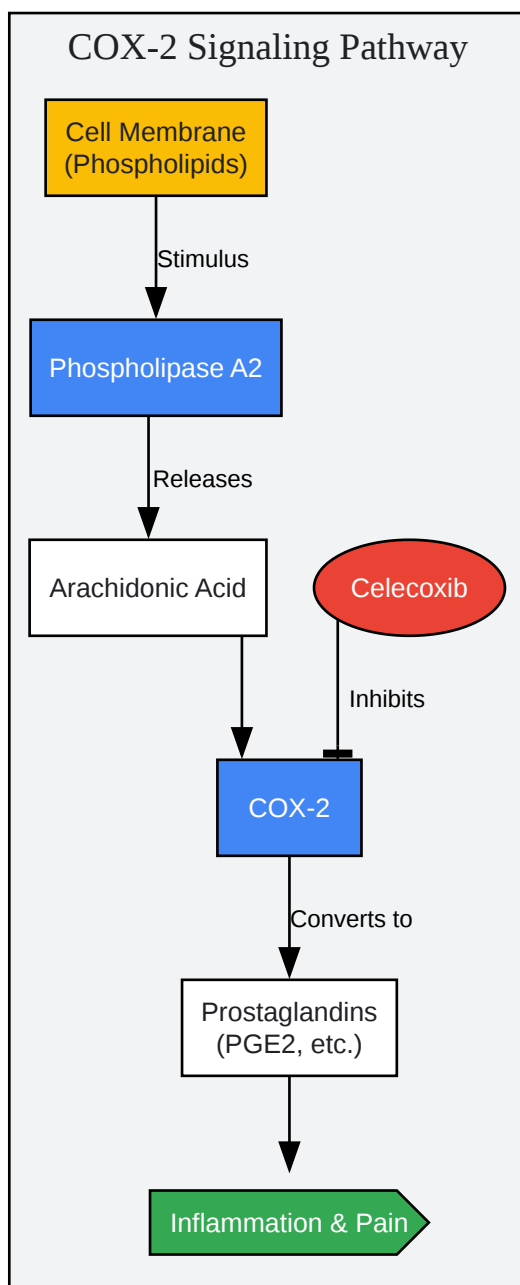 COX-2 Signaling Pathway
Cell Membrane
(Phospholipids)
Stimulus
Phospholipase A2
Releases
Arachidonic Acid
Celecoxib
Inhibits
COX-2
Converts to
Prostaglandins
(PGE2, etc.)
Inflammation & Pain